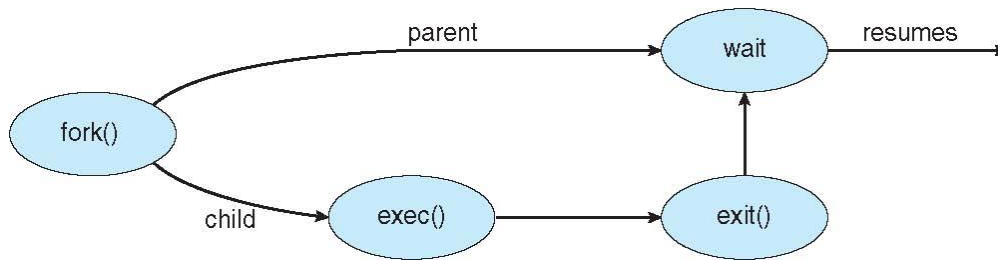 parent
wait
resumes
fork()
child
exec()
exit()